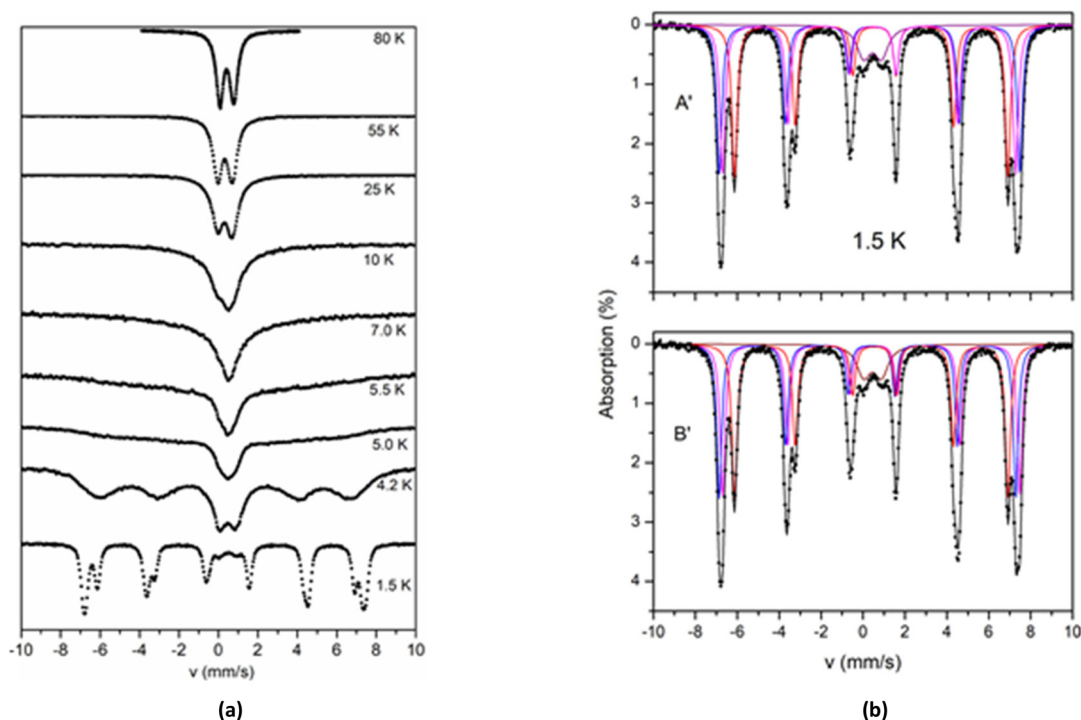 80 K
55 K
25 K
10 K
7.0 K
5.5 K
5.0 K
4.2 K
1.5 K
-10 -8 -6 -4 -2 0 2 4 6 8 10
v (mm/s)
(a)
0
1
2
3
4
A'
1.5 K
Absorption (%)
0
1
2
3
4
B'
-10 -8 -6 -4 -2 0 2 4 6 8 10
v (mm/s)
(b)